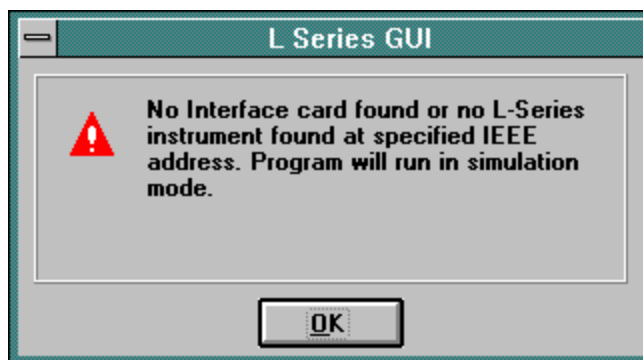 L Series GUI
No Interface card found or no L-Series
instrument found at specified IEEE
address. Program will run in simulation
mode.
OK